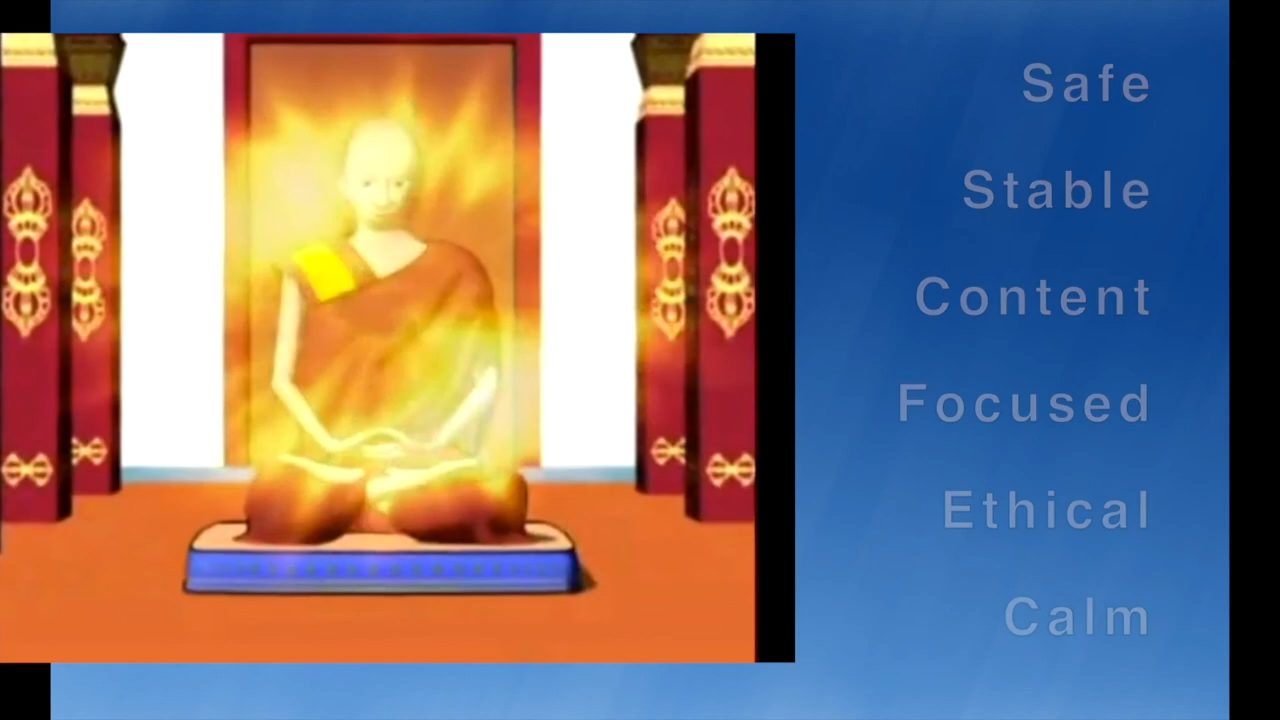 Safe
Stable
Content
Focused
Ethical
Calm